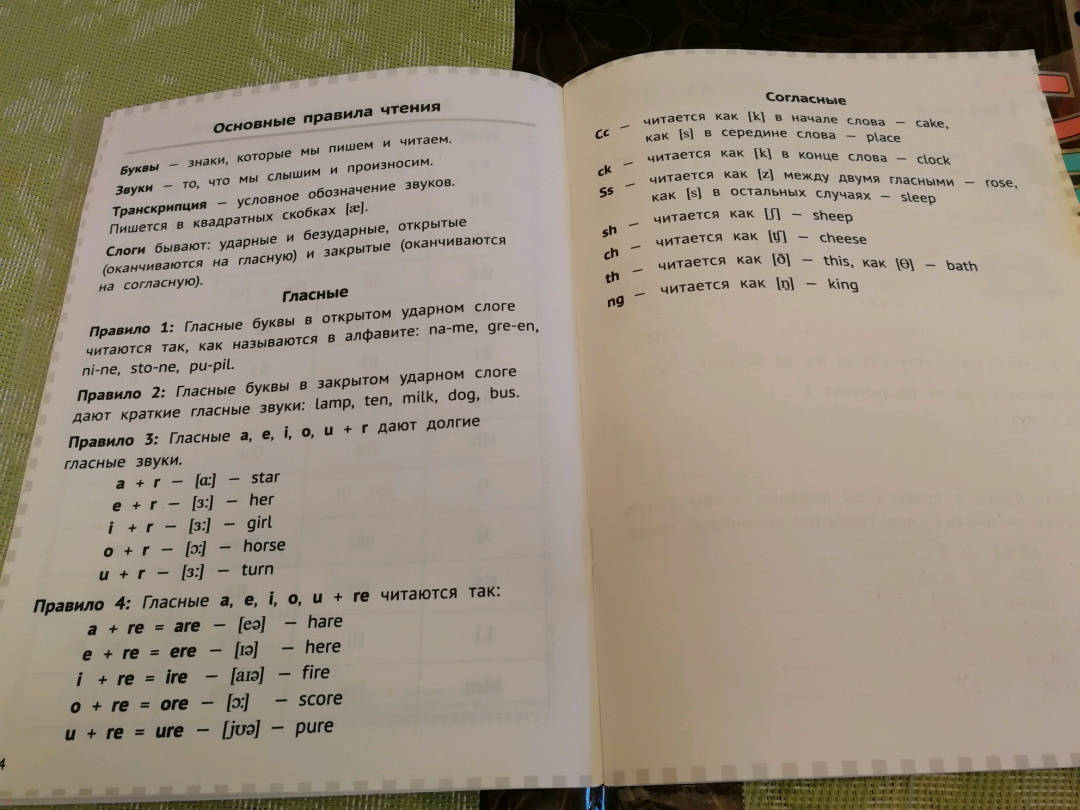 Основные правила чтения
Буквы — знаки, которые мы пишем и читаем.
Звуки — то, что мы слышим и произносим.
Транскрипция — условное обозначение звуков.
Пишется в квадратных скобках [æ].
Слоги бывают: ударные и безударные, открытые
(оканчиваются на гласную) и закрытые (оканчиваются
на согласную).
Гласные
Правило 1: Гласные буквы в открытом ударном слоге
читаются так, как называются в алфавите: na-me, gre-en,
ni-ne, sto-ne, pu-pil.
Правило 2: Гласные буквы в закрытом ударном слоге
дают краткие гласные звуки: lamp, ten, milk, dog, bus.
Правило 3: Гласные a, e, i, o, u + r дают долгие
гласные звуки.
a + r — [ɑ:] — star
e + r — [ɜ:] — her
i + r — [ɜ:] — girl
o + r — [ɔ:] — horse
u + r — [ɜ:] — turn
Правило 4: Гласные a, e, i, o, u + re читаются так:
a + re = are — [eə] — hare
e + re = ere — [ɪə] — here
i + re = ire — [aɪə] — fire
o + re = ore — [ɔ:] — score
u + re = ure — [jʊə] — pure
4
Согласные
Cc — читается как [k] в начале слова — cake,
как [s] в середине слова — place
ck — читается как [k] в конце слова — clock
Ss — читается как [z] между двумя гласными — rose,
как [s] в остальных случаях — sleep
sh — читается как [ʃ] — sheep
ch — читается как [ʧ] — cheese
th — читается как [ð] — this, как [θ] — bath
ng — читается как [ŋ] — king